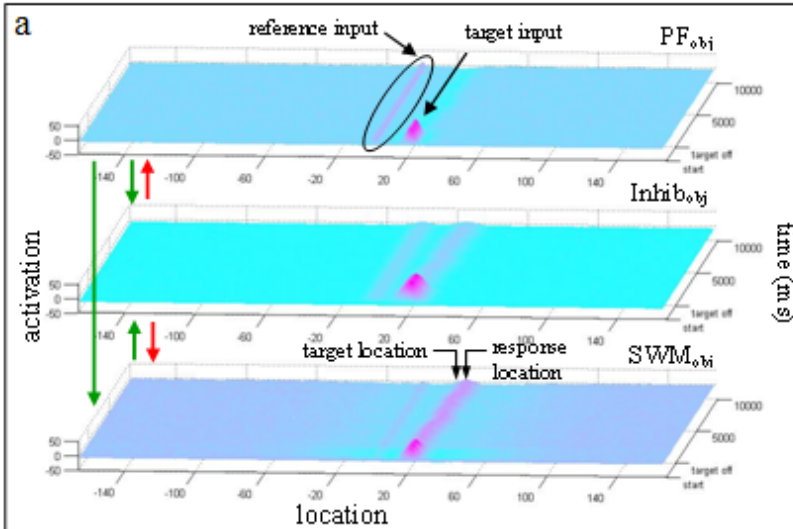 a
reference input
target input
PFobj
10000
5000
target off
start
50
0
-50
-140
-100
-60
-20
20
60
100
140
Inhibobj
10000
5000
target off
start
50
0
-50
-140
-100
-60
-20
20
60
100
140
activation
time (ms)
target location
response
location
SWMobj
10000
5000
target off
start
50
0
-50
-140
-100
-60
-20
20
60
100
140
location